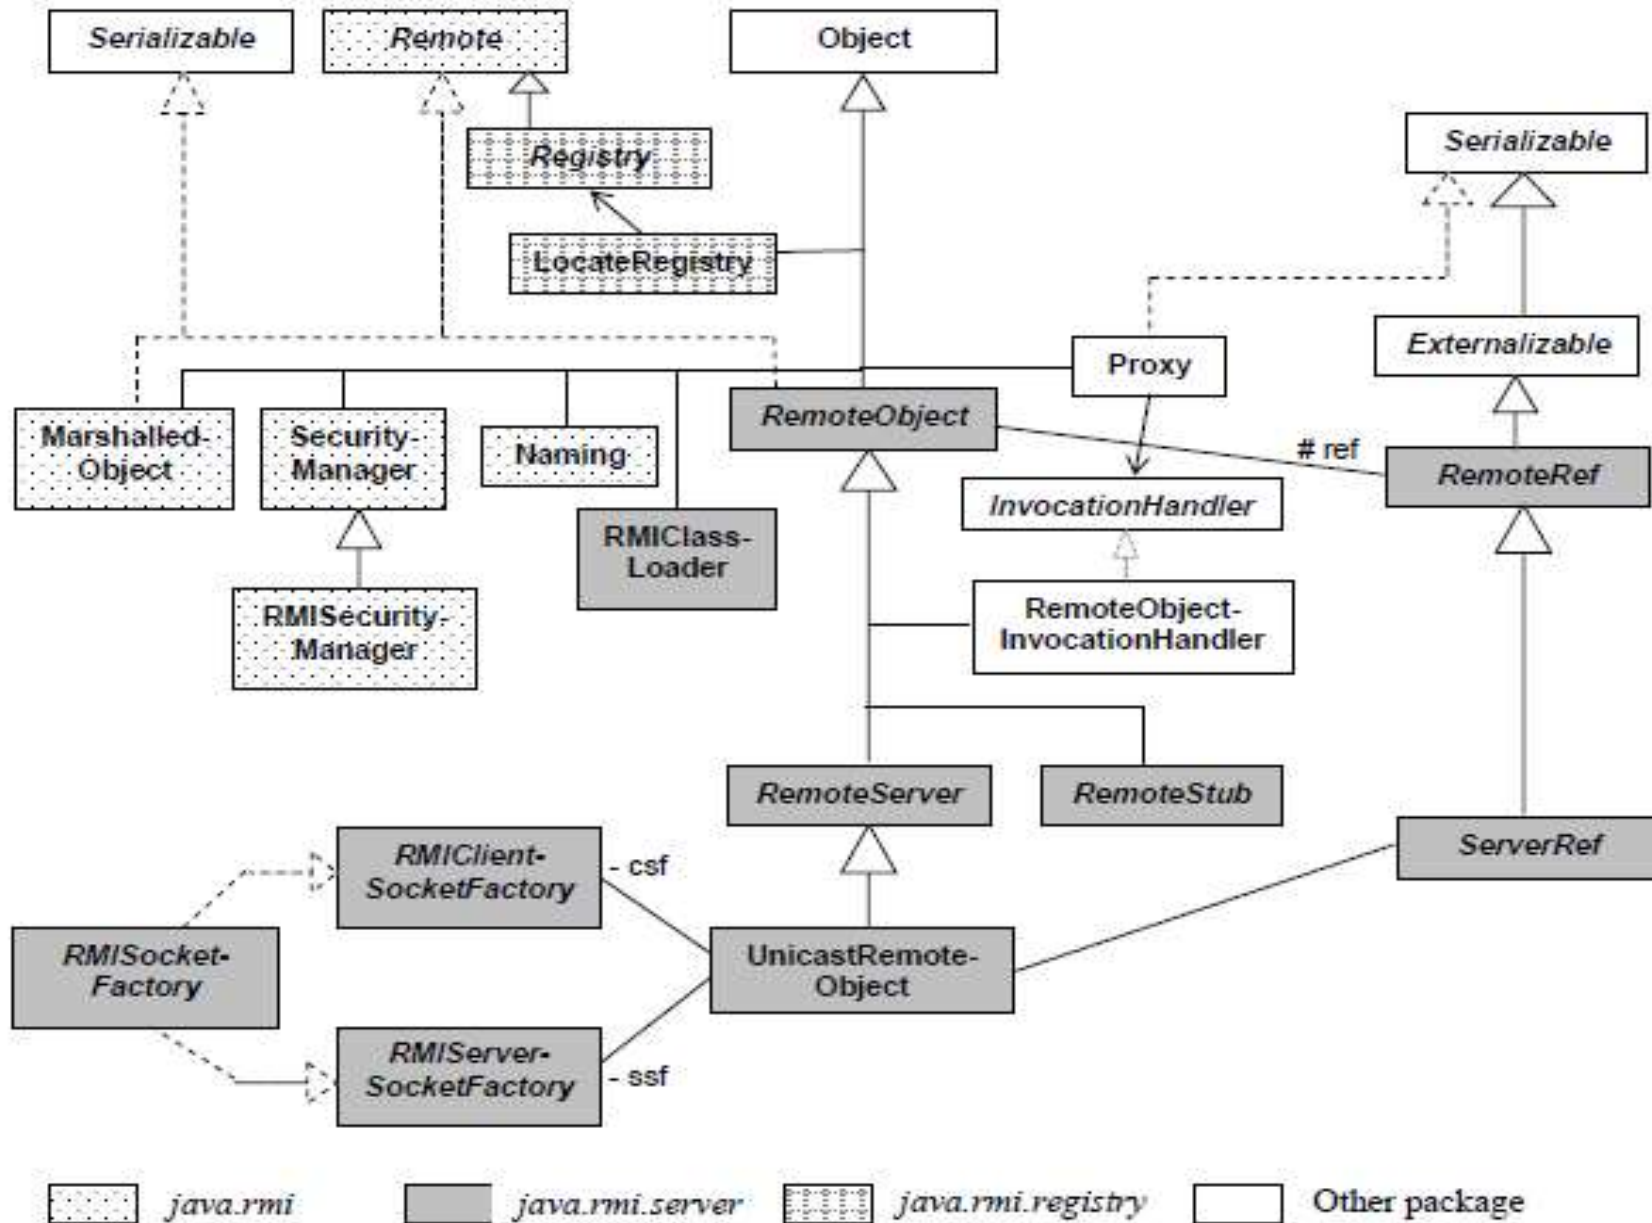 Serializable
Remote
Object
Registry
Serializable
LocateRegistry
Externalizable
Proxy
RemoteObject
Marshalled-
Object
Security-
Manager
Naming
# ref
RemoteRef
InvocationHandler
RMIClass-
Loader
RemoteObject-
InvocationHandler
RMISecurity-
Manager
RemoteServer
RemoteStub
ServerRef
RMIClient-
SocketFactory
- csf
RMISocket-
Factory
UnicastRemote-
Object
RMIServer-
SocketFactory
- ssf
java.rmi
java.rmi.server
java.rmi.registry
Other package